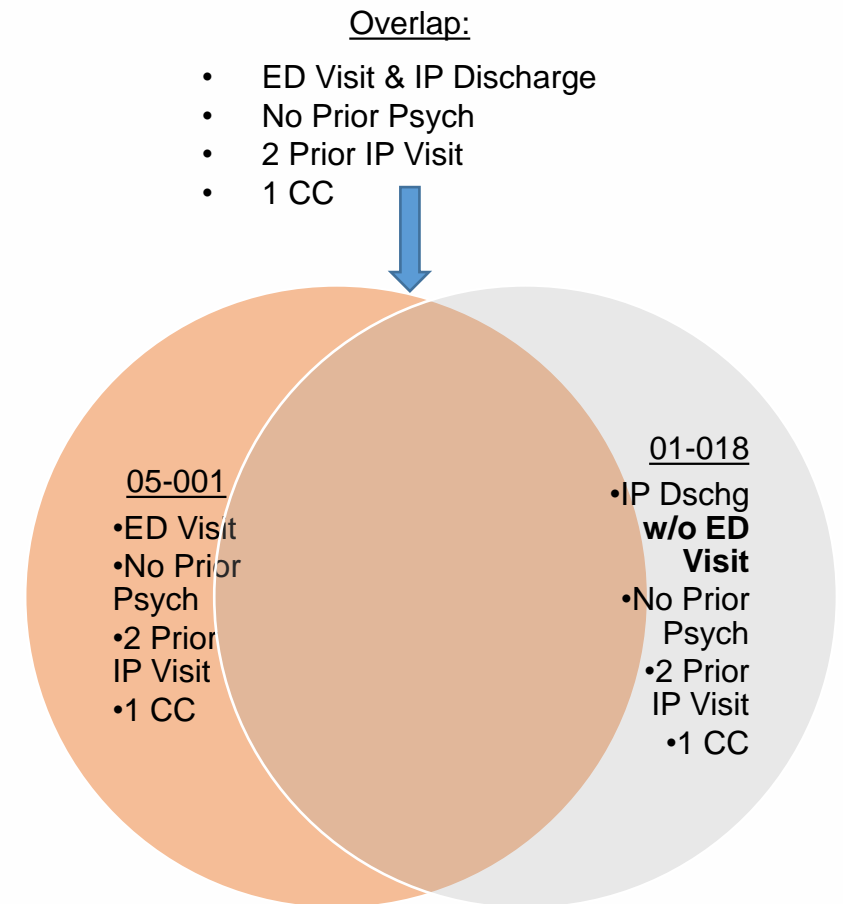 Overlap:
• ED Visit & IP Discharge
• No Prior Psych
• 2 Prior IP Visit
• 1 CC
05-001
•ED Visit
•No Prior
Psych
•2 Prior
IP Visit
•1 CC
01-018
•IP Dschg
w/o ED
Visit
•No Prior
Psych
•2 Prior
IP Visit
•1 CC